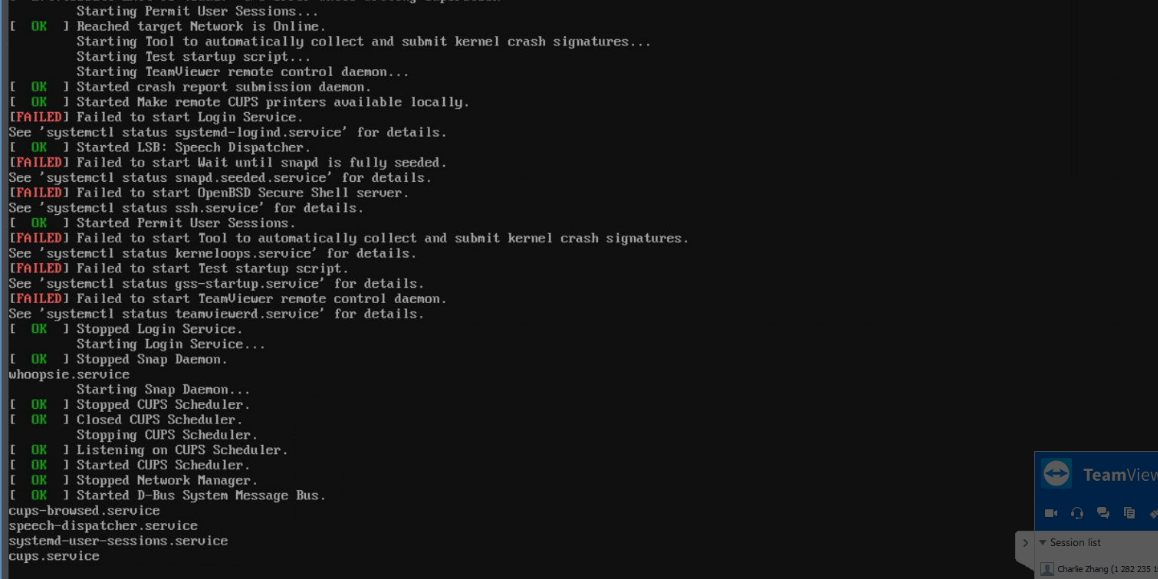 Starting Permit User Sessions...
[  OK  ] Reached target Network is Online.
Starting Tool to automatically collect and submit kernel crash signatures...
Starting Test startup script...
Starting TeamViewer remote control daemon...
[  OK  ] Started crash report submission daemon.
[  OK  ] Started Make remote CUPS printers available locally.
[FAILED] Failed to start Login Service.
See 'systemctl status systemd-logind.service' for details.
[  OK  ] Started LSB: Speech Dispatcher.
[FAILED] Failed to start Wait until snapd is fully seeded.
See 'systemctl status snapd.seeded.service' for details.
[FAILED] Failed to start OpenBSD Secure Shell server.
See 'systemctl status ssh.service' for details.
[  OK  ] Started Permit User Sessions.
[FAILED] Failed to start Tool to automatically collect and submit kernel crash signatures.
See 'systemctl status kerneloops.service' for details.
[FAILED] Failed to start Test startup script.
See 'systemctl status gss-startup.service' for details.
[FAILED] Failed to start TeamViewer remote control daemon.
See 'systemctl status teamviewerd.service' for details.
[  OK  ] Stopped Login Service.
Starting Login Service...
[  OK  ] Stopped Snap Daemon.
whoopsie.service
Starting Snap Daemon...
[  OK  ] Stopped CUPS Scheduler.
[  OK  ] Closed CUPS Scheduler.
Stopping CUPS Scheduler.
[  OK  ] Listening on CUPS Scheduler.
[  OK  ] Started CUPS Scheduler.
[  OK  ] Stopped Network Manager.
[  OK  ] Started D-Bus System Message Bus.
cups-browsed.service
speech-dispatcher.service
systemd-user-sessions.service
cups.service
TeamView
Session list
Charlie Zhang (1 282 235 1